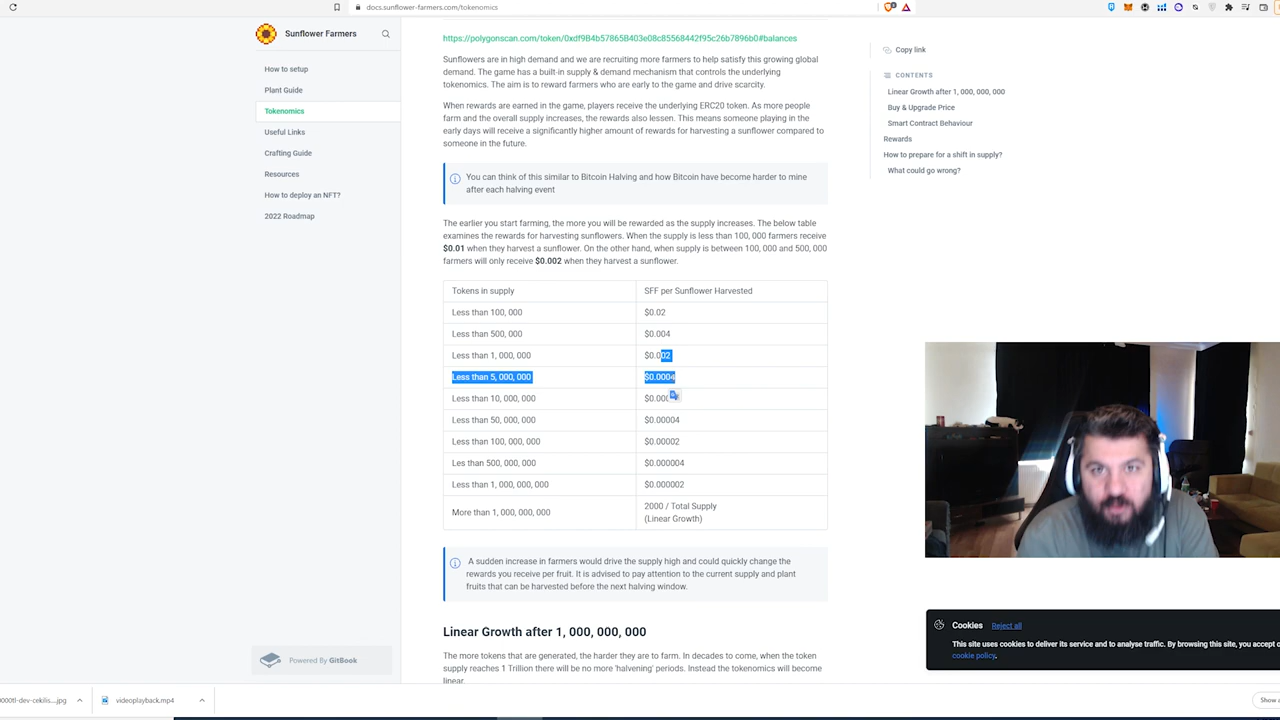 docs.sunflower-farmers.com/tokenomics
Sunflower Farmers
How to setup
Plant Guide
Tokenomics
Useful Links
Crafting Guide
Resources
How to deploy an NFT?
2022 Roadmap
Powered By GitBook
https://polygonscan.com/token/0xdf9B4b57865B403e08c85568442f95c26b7896b0#balances
Sunflowers are in high demand and we are recruiting more farmers to help satisfy this growing global
demand. The game has a built-in supply & demand mechanism that controls the underlying
tokenomics. The aim is to reward farmers who are early to the game and drive scarcity.
When rewards are earned in the game, players receive the underlying ERC20 token. As more people
farm and the overall supply increases, the rewards also lessen. This means someone playing in the
early days will receive a significantly higher amount of rewards for harvesting a sunflower compared to
someone in the future.
You can think of this similar to Bitcoin Halving and how Bitcoin have become harder to mine
after each halving event
The earlier you start farming, the more you will be rewarded as the supply increases. The below table
examines the rewards for harvesting sunflowers. When the supply is less than 100, 000 farmers receive
$0.01 when they harvest a sunflower. On the other hand, when supply is between 100, 000 and 500, 000
farmers will only receive $0.002 when they harvest a sunflower.
Tokens in supply SFF per Sunflower Harvested
Less than 100, 000 $0.02
Less than 500, 000 $0.004
Less than 1, 000, 000 $0.002
Less than 5, 000, 000 $0.0004
Less than 10, 000, 000
Less than 50, 000, 000 $0.00004
Less than 100, 000, 000 $0.00002
Les than 500, 000, 000 $0.000004
Less than 1, 000, 000, 000 $0.000002
More than 1, 000, 000, 000 2000 / Total Supply
(Linear Growth)
A sudden increase in farmers would drive the supply high and could quickly change the
rewards you receive per fruit. It is advised to pay attention to the current supply and plant
fruits that can be harvested before the next halving window.
Linear Growth after 1, 000, 000, 000
The more tokens that are generated, the harder they are to farm. In decades to come, when the token
supply reaches 1 Trillion there will be no more 'halvening' periods. Instead the tokenomics will become
linear.
Copy link
CONTENTS
Linear Growth after 1, 000, 000, 000
Buy & Upgrade Price
Smart Contract Behaviour
Rewards
How to prepare for a shift in supply?
What could go wrong?
Cookies Reject all
This site uses cookies to deliver its service and to analyse traffic. By browsing this site, you accept
cookie policy.
0000tl-dev-cekilis....jpg
videoplayback.mp4
Show